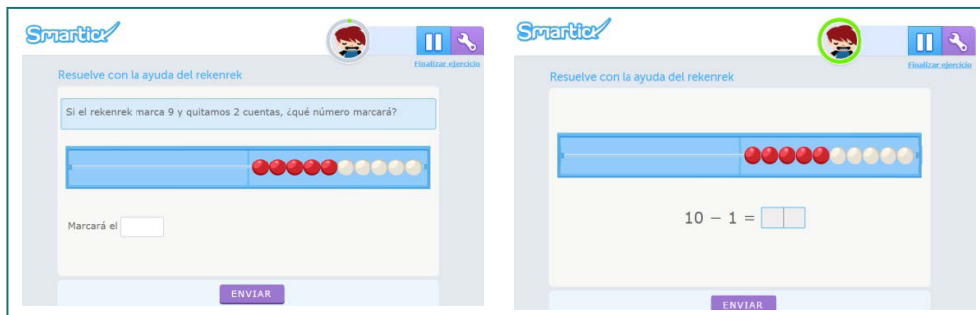 Smartick
Finalizar ejercicio
Resuelve con la ayuda del rekenrek
Si el rekenrek marca 9 y quitamos 2 cuentas, ¿qué número marcará?
Marcará el
ENVIAR
Smartick
Finalizar ejercicio
Resuelve con la ayuda del rekenrek
10 − 1 =
ENVIAR